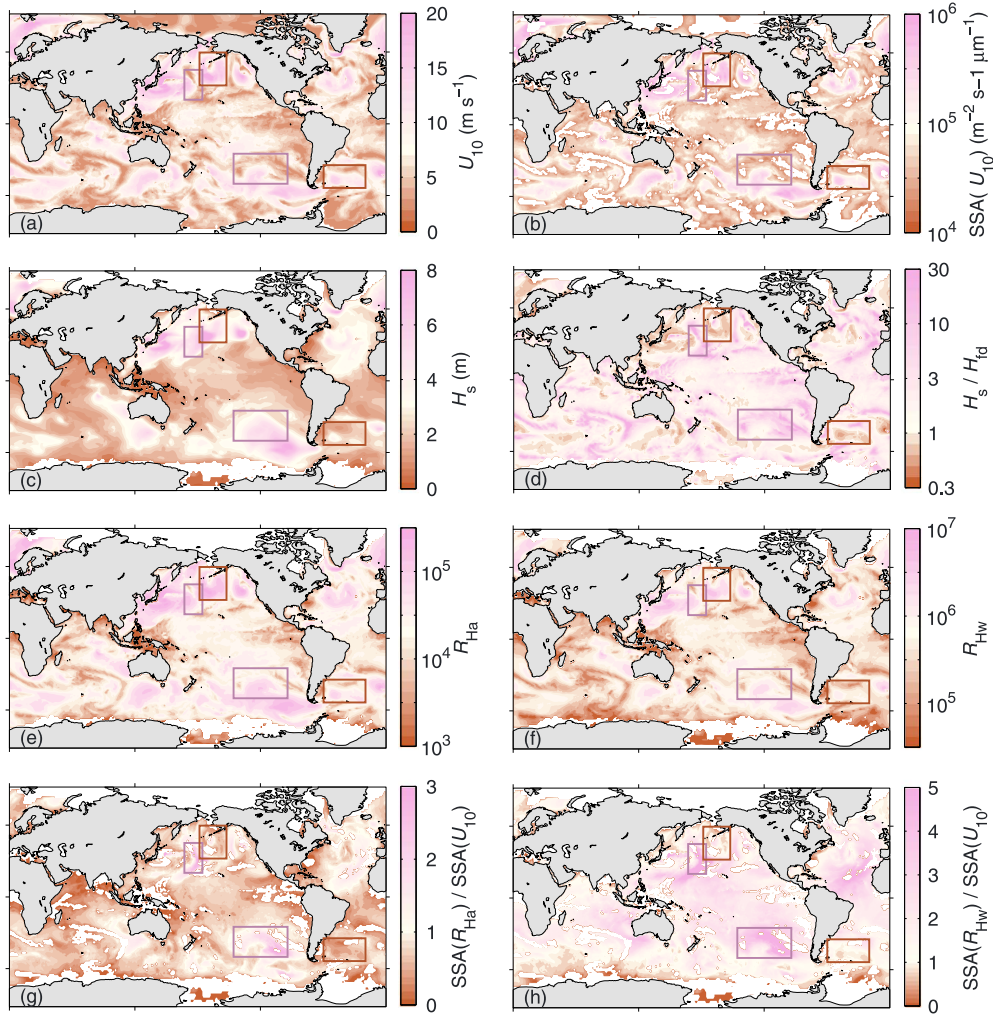 20
15
10
5
0
U10 (m s−1)
(a)
10^6
10^5
10^4
SSA( U10) (m−2 s−1 μm−1)
(b)
8
6
4
2
0
Hs (m)
(c)
30
10
3
1
0.3
Hs / Hfd
(d)
10^5
10^4
10^3
RHa
(e)
10^7
10^6
10^5
RHw
(f)
3
2
1
0
SSA(RHa) / SSA(U10)
(g)
5
4
3
2
1
0
SSA(RHw) / SSA(U10)
(h)